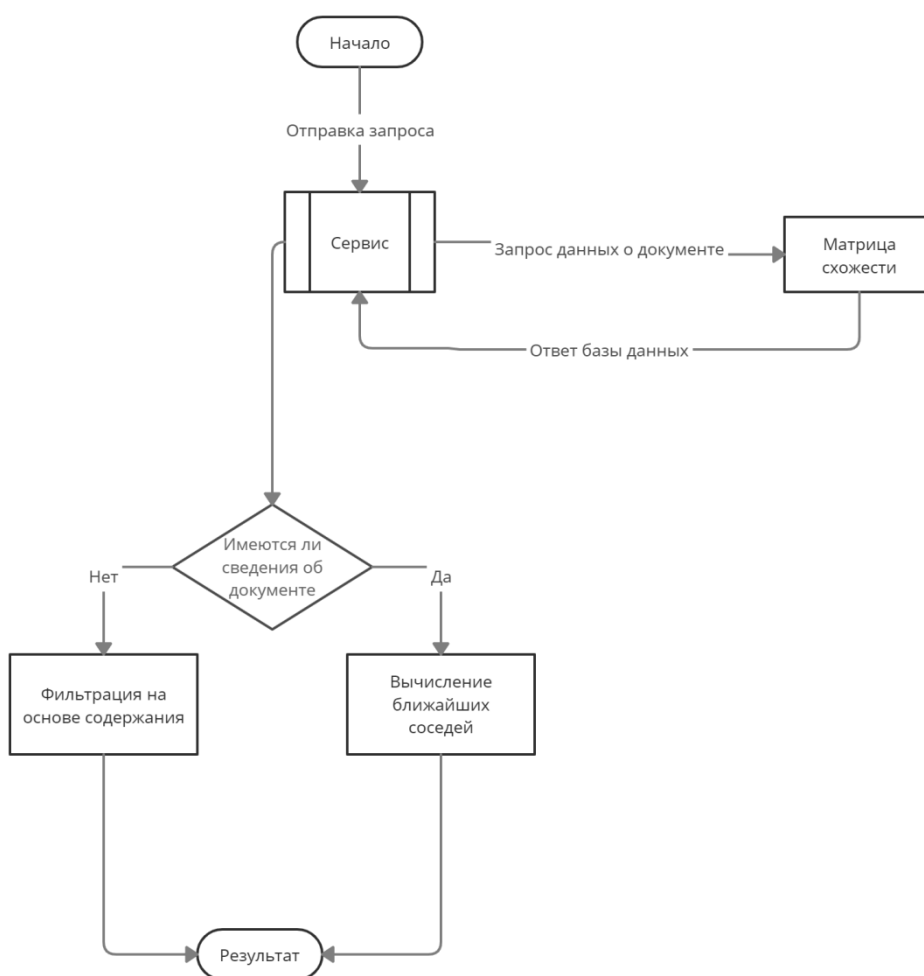 Начало
Отправка запроса
Сервис
Запрос данных о документе
Матрица
схожести
Ответ базы данных
Имеются ли
сведения об
документе
Нет
Да
Фильтрация на
основе содержания
Вычисление
ближайших
соседей
Результат